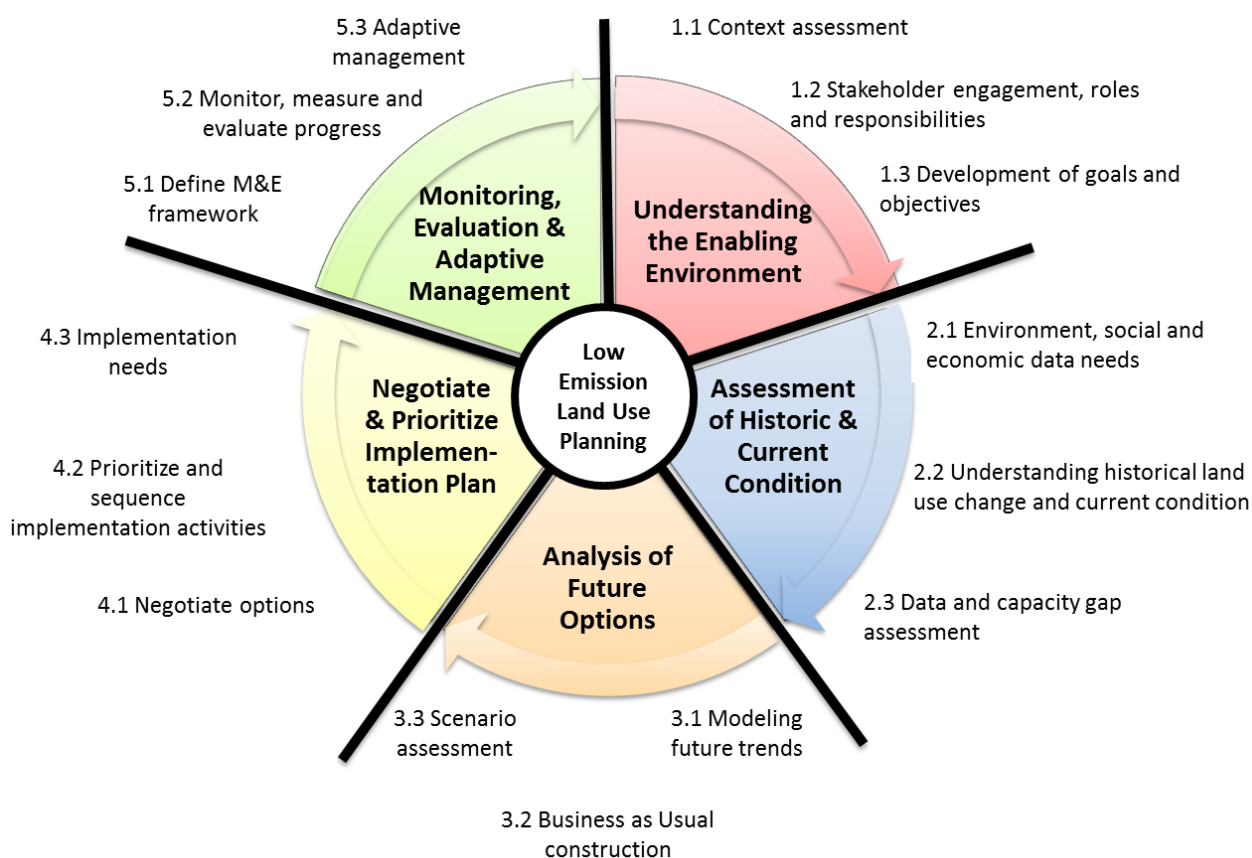 5.3 Adaptive
management
1.1 Context assessment
5.2 Monitor, measure and
evaluate progress
1.2 Stakeholder engagement, roles
and responsibilities
5.1 Define M&E
framework
1.3 Development of goals and
objectives
Monitoring,
Evaluation &
Adaptive
Management
Understanding
the Enabling
Environment
4.3 Implementation
needs
2.1 Environment, social and
economic data needs
Low
Emission
Land Use
Planning
Negotiate
& Prioritize
Implemen-
tation Plan
Assessment
of Historic &
Current
Condition
4.2 Prioritize and
sequence
implementation activities
2.2 Understanding historical land
use change and current condition
Analysis of
Future
Options
4.1 Negotiate options
2.3 Data and capacity gap
assessment
3.3 Scenario
assessment
3.1 Modeling
future trends
3.2 Business as Usual
construction